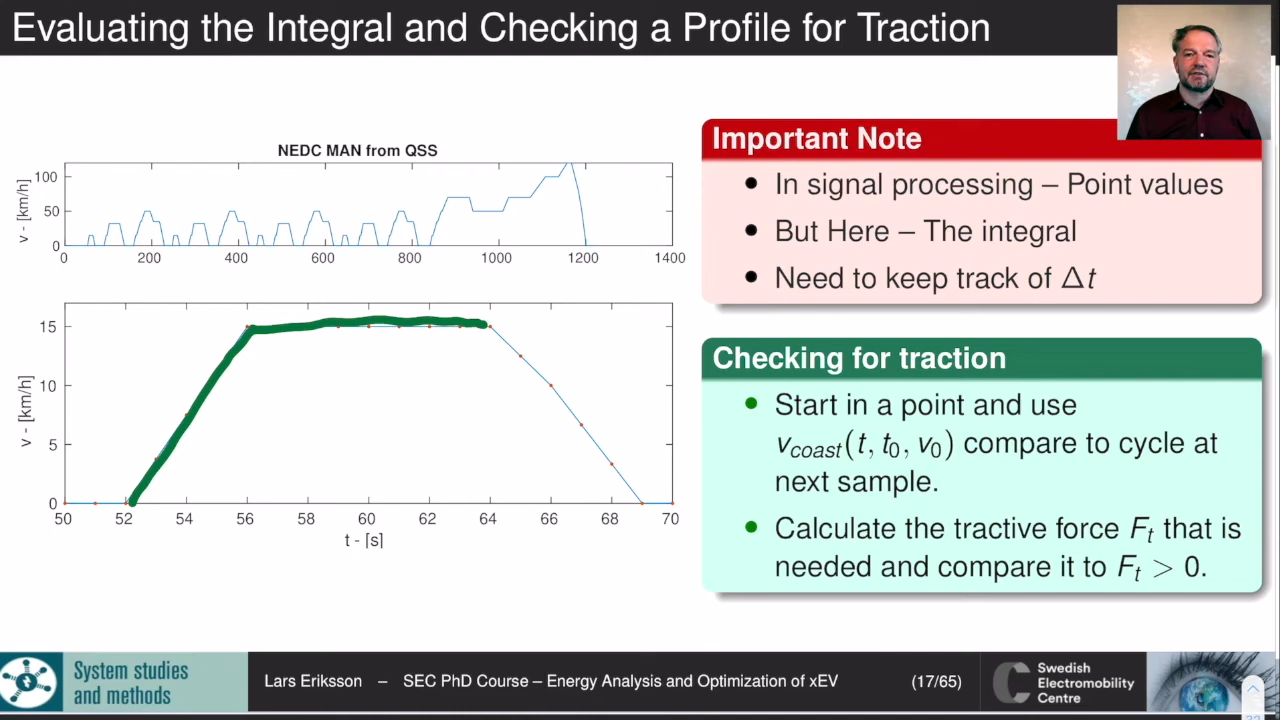 Evaluating the Integral and Checking a Profile for Traction
NEDC MAN from QSS
v - [km/h]
100
50
0
0 200 400 600 800 1000 1200 1400
v - [km/h]
15
10
5
0
50 52 54 56 58 60 62 64 66 68 70
t - [s]
Important Note
• In signal processing – Point values
• But Here – The integral
• Need to keep track of Δt
Checking for traction
• Start in a point and use
v_coast(t, t₀, v₀) compare to cycle at
next sample.
• Calculate the tractive force F_t that is
needed and compare it to F_t > 0.
System studies
and methods
Lars Eriksson – SEC PhD Course – Energy Analysis and Optimization of xEV (17/65)
Swedish
Electromobility
Centre